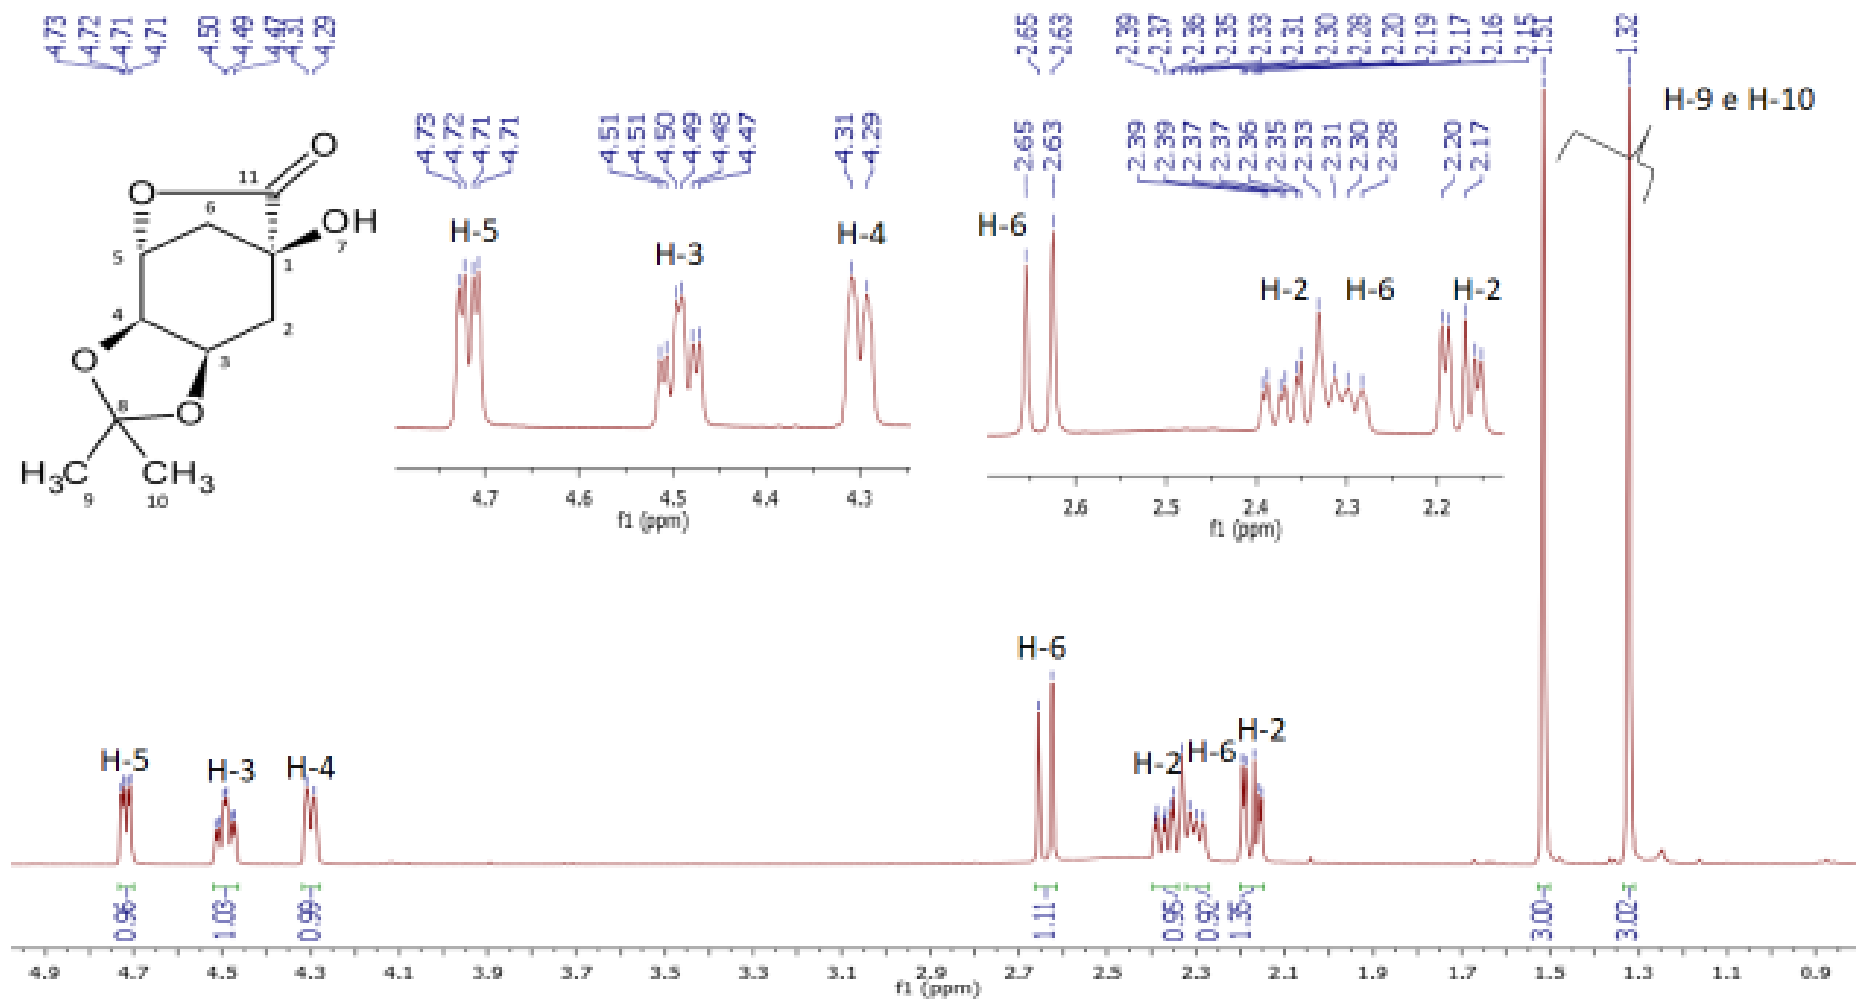 4.73
4.72
4.71
4.71
4.50
4.49
4.47
4.31
4.29
2.65
2.63
2.39
2.37
2.36
2.35
2.33
2.31
2.30
2.28
2.20
2.19
2.17
2.16
2.15
1.51
1.32
H-9 e H-10
4.73
4.72
4.71
4.71
4.51
4.51
4.50
4.49
4.48
4.47
4.31
4.29
2.65
2.63
2.39
2.39
2.37
2.37
2.36
2.35
2.33
2.31
2.30
2.28
2.20
2.17
O
O
11
6
OH
7
5
1
4
2
3
O
O
8
H3C
CH3
9
10
H-5
H-3
H-4
4.7 4.6 4.5 4.4 4.3
f1 (ppm)
H-6
H-2
H-6
H-2
2.6 2.5 2.4 2.3 2.2
f1 (ppm)
H-5
H-3
H-4
H-6
H-2
H-6
H-2
0.96
1.03
0.99
1.11
0.95
0.92
1.35
3.00
3.02
4.9 4.7 4.5 4.3 4.1 3.9 3.7 3.5 3.3 3.1 2.9 2.7 2.5 2.3 2.1 1.9 1.7 1.5 1.3 1.1 0.9
f1 (ppm)